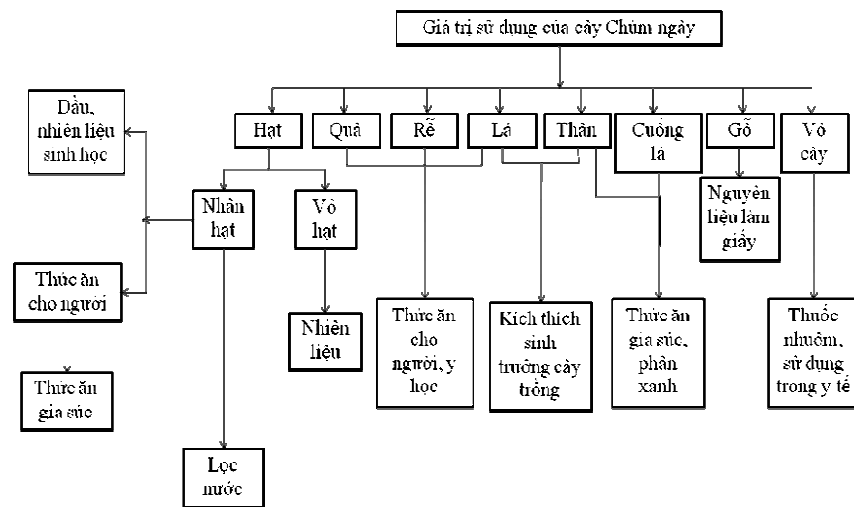 Giá trị sử dụng của cây Chùm ngây
Hạt
Quả
Rễ
Lá
Thân
Cuống
lá
Gỗ
Vỏ
cây
Dầu,
nhiên liệu
sinh học
Nhân
hạt
Vỏ
hạt
Nguyên
liệu làm
giấy
Thức ăn
cho người
Nhiên
liệu
Thức ăn
cho
người, y
học
Kích thích
sinh
trưởng cây
trồng
Thức ăn
gia súc,
phân
xanh
Thuốc
nhuộm,
sử dụng
trong y tế
Thức ăn
gia súc
Lọc
nước